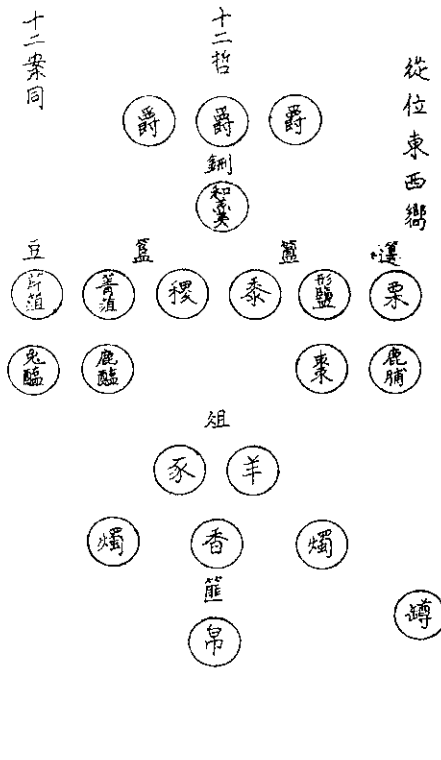 從位東西嚮
十二哲
十二案同
爵 爵 爵
鉶
和羹
籩 簠 簋 豆
栗 形鹽 黍 稷 菁菹 芹菹
鹿脯 棗 鹿醢 兔醢
俎
羊 豕
燭 香 燭
篚
帛
罇